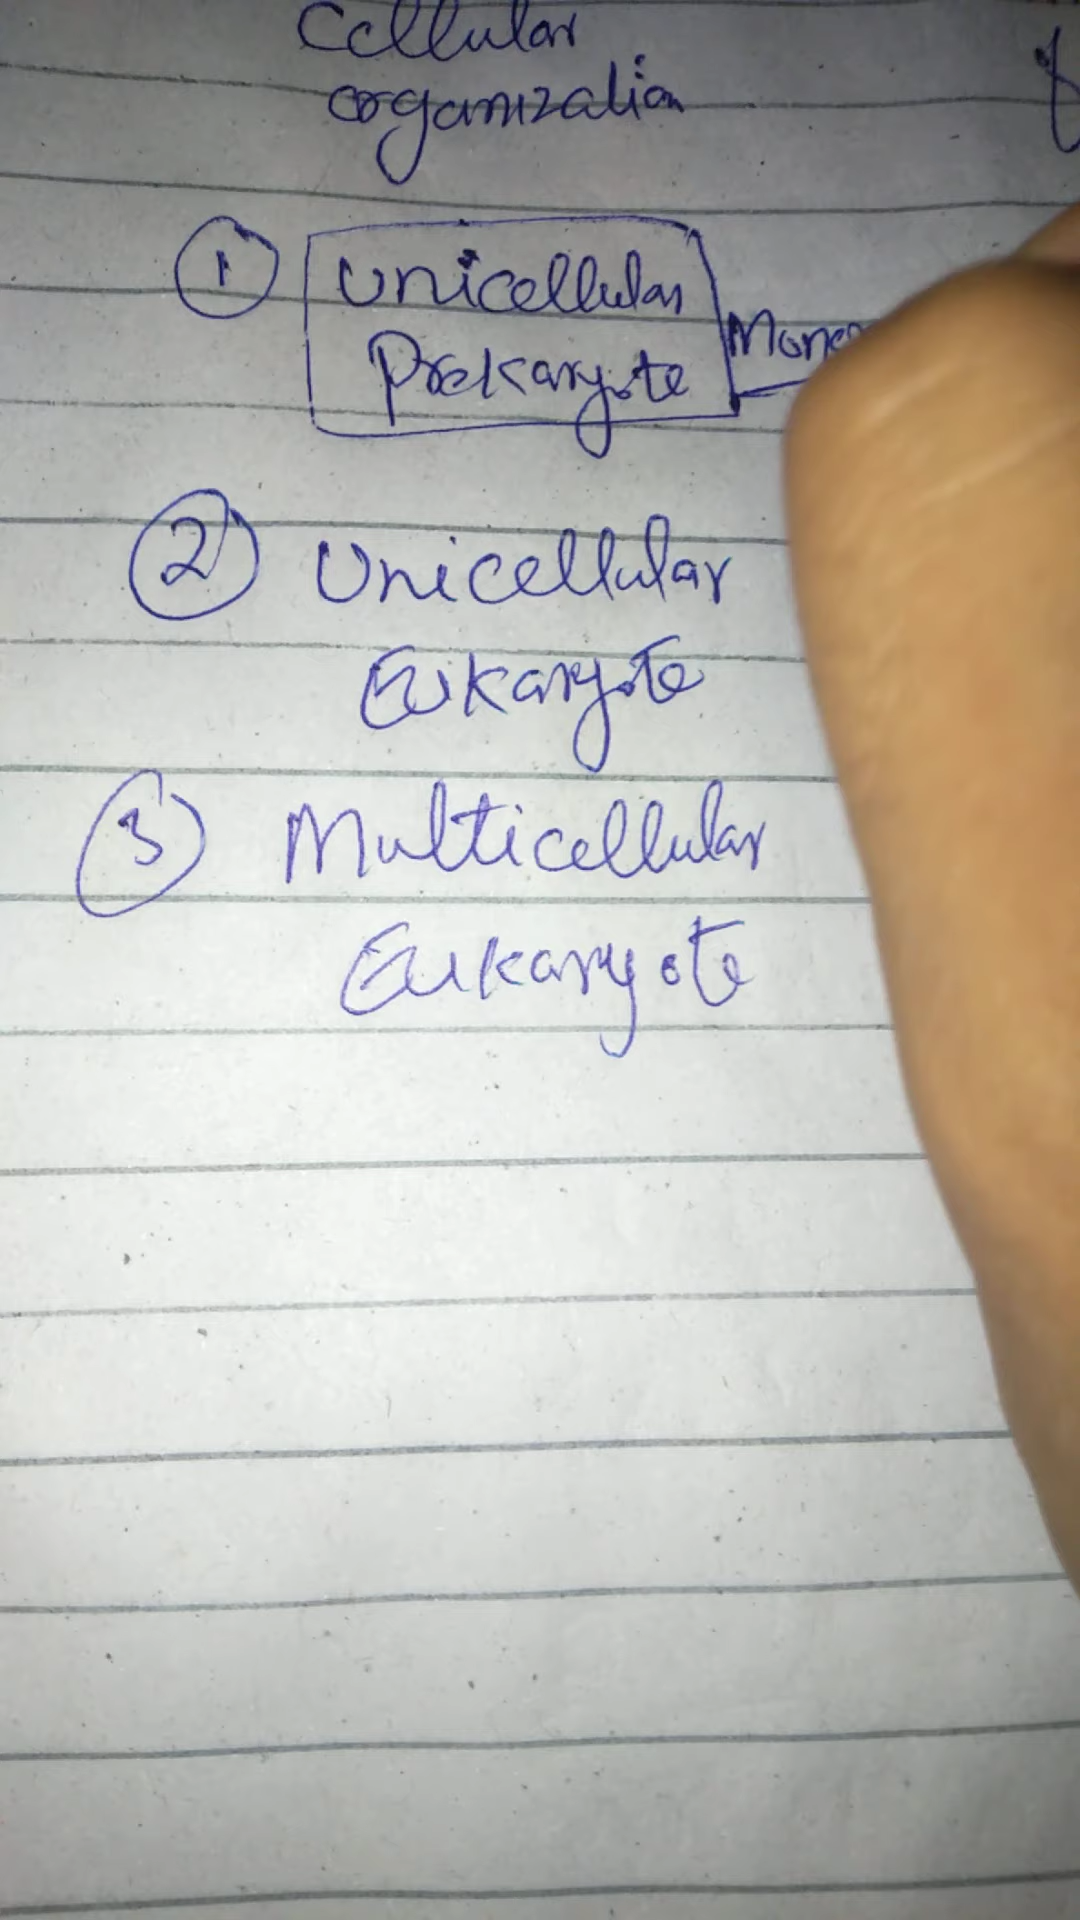 Cellular
organization
1 Unicellular
Prokaryote
2 Unicellular
Eukaryote
3 Multicellular
Eukaryote